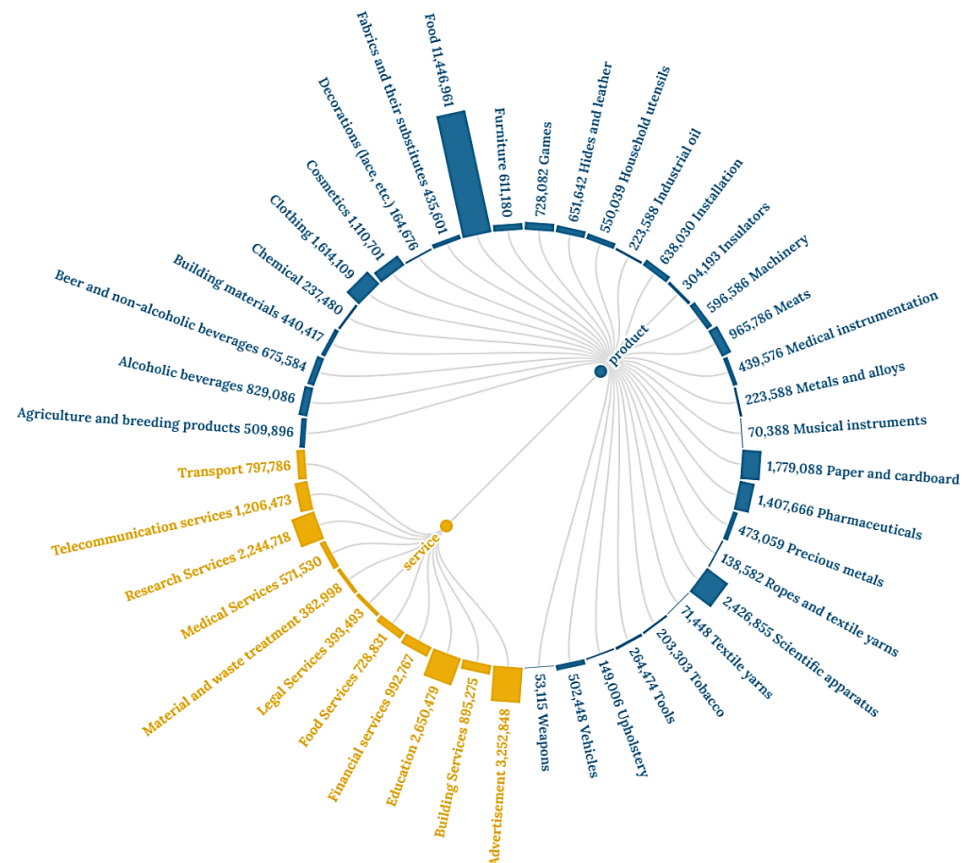 Agriculture and breeding products 509,896
Alcoholic beverages 829,086
Beer and non-alcoholic beverages 675,584
Building materials 440,417
Chemical 237,480
Clothing 1,614,109
Cosmetics 1,110,701
Decorations (lace, etc.) 164,676
Fabrics and their substitutes 435,601
Food 11,446,961
Furniture 611,180
728,082 Games
651,642 Hides and leather
550,039 Household utensils
223,588 Industrial oil
638,030 Installation
304,193 Insulators
596,586 Machinery
965,786 Meats
439,576 Medical instrumentation
223,588 Metals and alloys
70,388 Musical instruments
1,779,088 Paper and cardboard
1,407,666 Pharmaceuticals
473,059 Precious metals
138,582 Ropes and textile yarns
2,426,855 Scientific apparatus
71,448 Textile yarns
203,303 Tobacco
264,474 Tools
149,006 Upholstery
502,448 Vehicles
53,115 Weapons
Advertisement 3,252,848
Building Services 895,275
Education 2,650,479
Financial services 992,767
Food Services 728,831
Legal Services 393,493
Material and waste treatment 382,998
Medical Services 571,530
Research Services 2,244,718
Telecommunication services 1,206,473
Transport 797,786
product
service